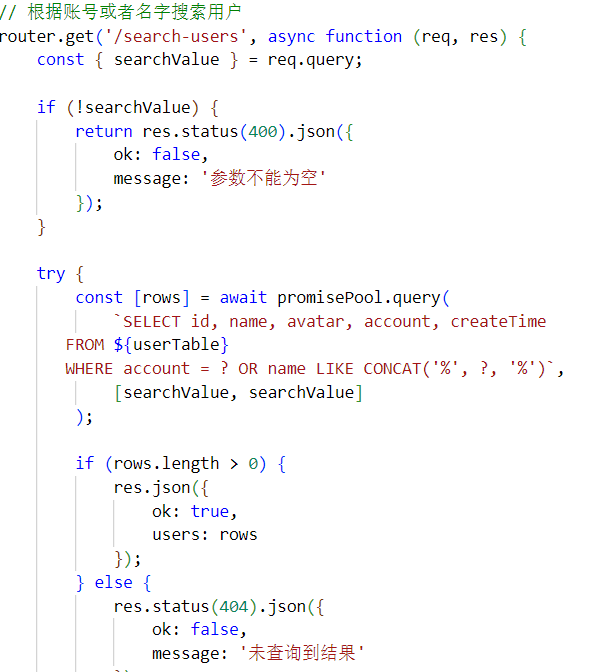 // 根据账号或者名字搜索用户
router.get('/search-users', async function (req, res) {
    const { searchValue } = req.query;

    if (!searchValue) {
        return res.status(400).json({
            ok: false,
            message: '参数不能为空'
        });
    }

    try {
        const [rows] = await promisePool.query(
            `SELECT id, name, avatar, account, createTime
       FROM ${userTable}
       WHERE account = ? OR name LIKE CONCAT('%', ?, '%')`,
            [searchValue, searchValue]
        );

        if (rows.length > 0) {
            res.json({
                ok: true,
                users: rows
            });
        } else {
            res.status(404).json({
                ok: false,
                message: '未查询到结果'